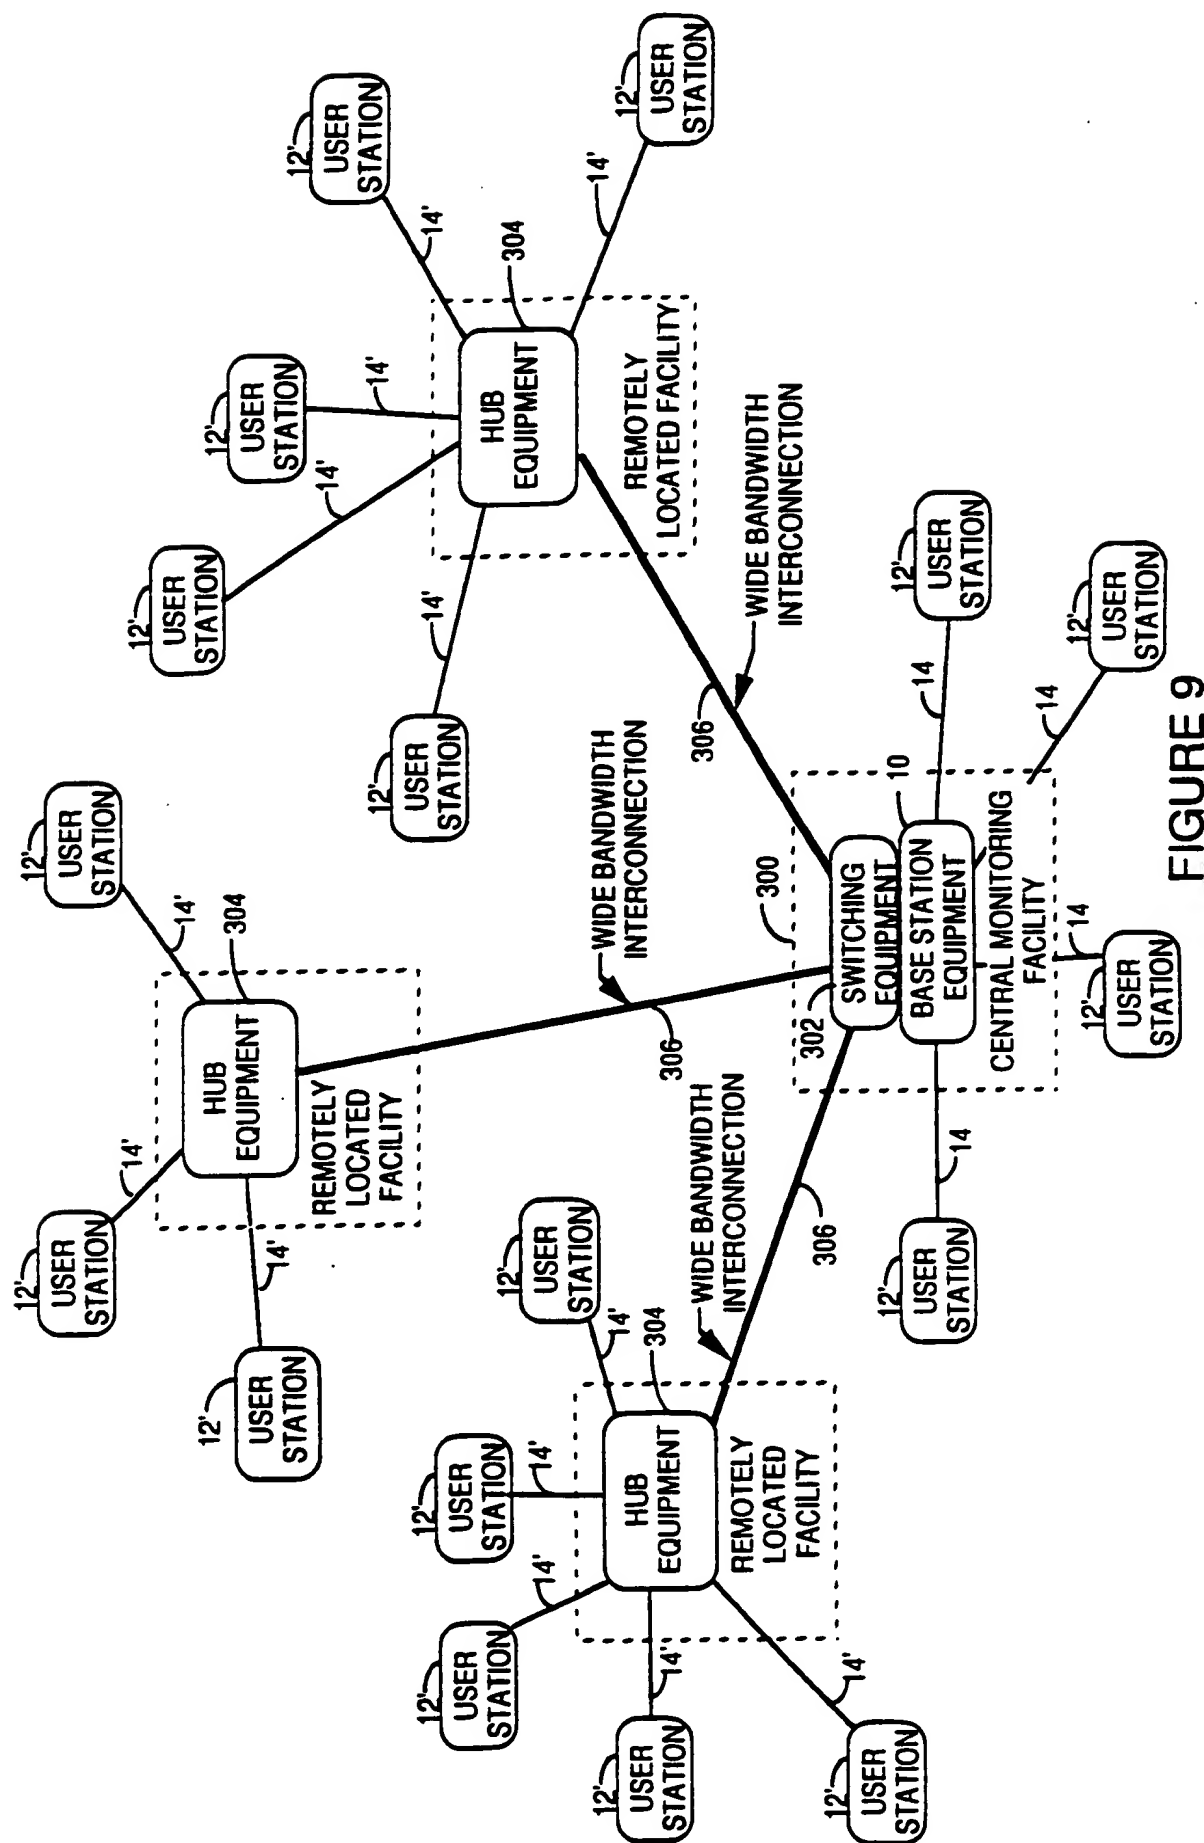 12'
USER
STATION
14'
12'
USER
STATION
14'
12'
USER
STATION
14'
304
HUB
EQUIPMENT
REMOTELY
LOCATED
FACILITY
12'
USER
STATION
14'
12'
USER
STATION
14'
12'
USER
STATION
14'
12'
USER
STATION
14'
12'
USER
STATION
14'
12'
USER
STATION
14'
304
HUB
EQUIPMENT
REMOTELY
LOCATED FACILITY
12'
USER
STATION
14'
12'
USER
STATION
14'
12'
USER
STATION
14'
12'
USER
STATION
14'
12'
USER
STATION
14'
304
HUB
EQUIPMENT
REMOTELY
LOCATED
FACILITY
WIDE BANDWIDTH
INTERCONNECTION
306
WIDE BANDWIDTH
INTERCONNECTION
306
WIDE BANDWIDTH
INTERCONNECTION
306
300
302
SWITCHING
EQUIPMENT
10
BASE STATION
EQUIPMENT
CENTRAL MONITORING
FACILITY
14
12'
USER
STATION
14
12'
USER
STATION
14
12'
USER
STATION
14
12'
USER
STATION
FIGURE 9